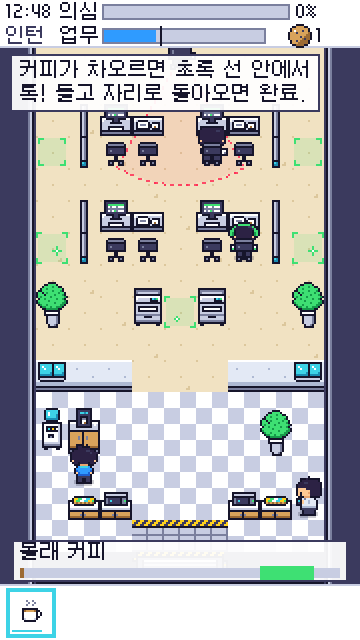 12:48 의심 0%
인턴 업무 1
커피가 차오르면 초록 선 안에서
톡! 들고 자리로 돌아오면 완료.
몰래 커피